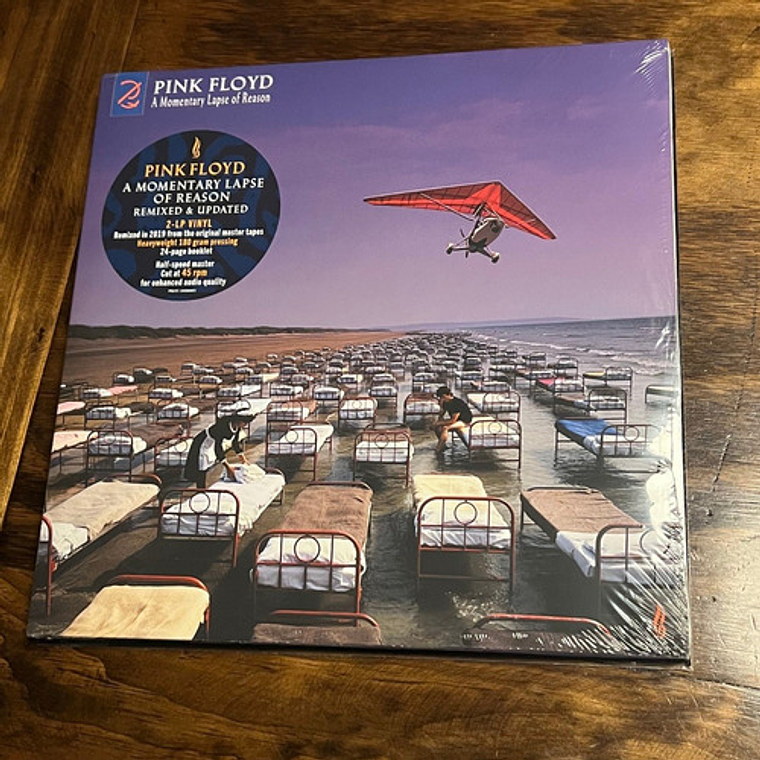 PINK FLOYD
A Momentary Lapse of Reason
PINK FLOYD
A MOMENTARY LAPSE
OF REASON
REMIXED & UPDATED
2-LP VINYL
Remixed in 2019 from the original master tapes
Heavyweight 180 gram pressing
24-page booklet
Half-speed master
Cut at 45 rpm
for enhanced audio quality